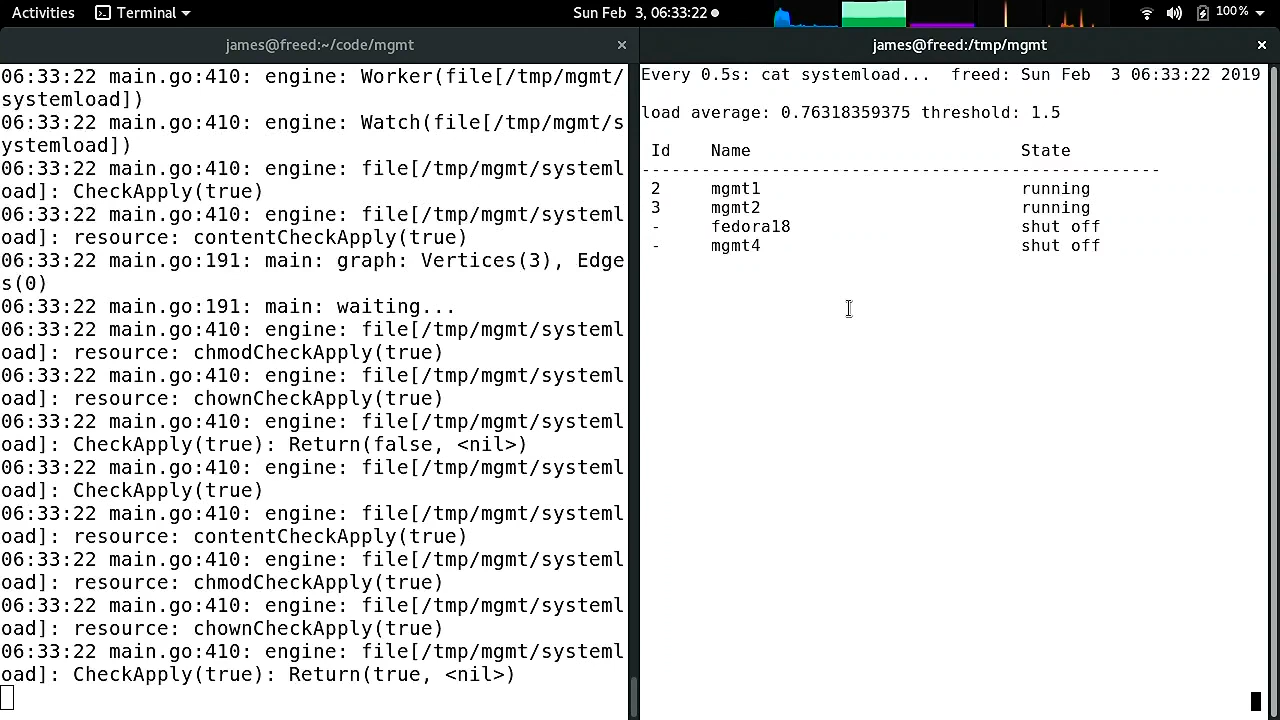 Activities Terminal Sun Feb 3, 06:33:22 100%
james@freed:~/code/mgmt ×
06:33:22 main.go:410: engine: Worker(file[/tmp/mgmt/
systemload])
06:33:22 main.go:410: engine: Watch(file[/tmp/mgmt/s
ystemload])
06:33:22 main.go:410: engine: file[/tmp/mgmt/systeml
oad]: CheckApply(true)
06:33:22 main.go:410: engine: file[/tmp/mgmt/systeml
oad]: resource: contentCheckApply(true)
06:33:22 main.go:191: main: graph: Vertices(3), Edge
s(0)
06:33:22 main.go:191: main: waiting...
06:33:22 main.go:410: engine: file[/tmp/mgmt/systeml
oad]: resource: chmodCheckApply(true)
06:33:22 main.go:410: engine: file[/tmp/mgmt/systeml
oad]: resource: chownCheckApply(true)
06:33:22 main.go:410: engine: file[/tmp/mgmt/systeml
oad]: CheckApply(true): Return(false, <nil>)
06:33:22 main.go:410: engine: file[/tmp/mgmt/systeml
oad]: CheckApply(true)
06:33:22 main.go:410: engine: file[/tmp/mgmt/systeml
oad]: resource: contentCheckApply(true)
06:33:22 main.go:410: engine: file[/tmp/mgmt/systeml
oad]: resource: chmodCheckApply(true)
06:33:22 main.go:410: engine: file[/tmp/mgmt/systeml
oad]: resource: chownCheckApply(true)
06:33:22 main.go:410: engine: file[/tmp/mgmt/systeml
oad]: CheckApply(true): Return(true, <nil>)
james@freed:/tmp/mgmt ×
Every 0.5s: cat systemload... freed: Sun Feb 3 06:33:22 2019
load average: 0.76318359375 threshold: 1.5
Id Name State
----------------------------------------------------
2 mgmt1 running
3 mgmt2 running
- fedora18 shut off
- mgmt4 shut off